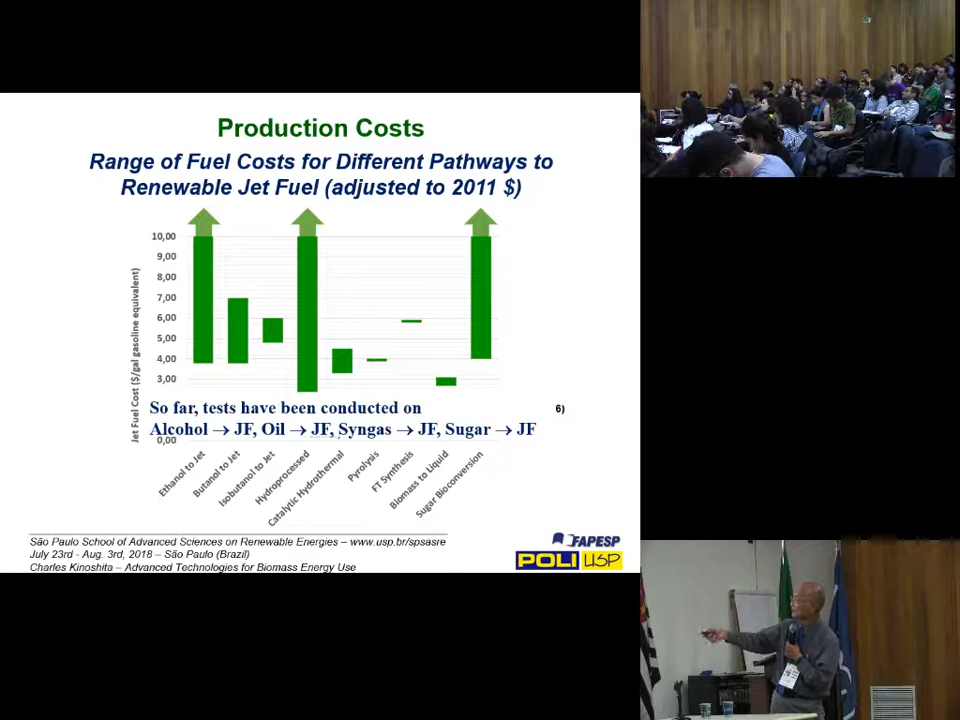 Production Costs
Range of Fuel Costs for Different Pathways to
Renewable Jet Fuel (adjusted to 2011 $)
Jet Fuel Cost ($/gal gasoline equivalent)
10,00
9,00
8,00
7,00
6,00
5,00
4,00
3,00
0,00
So far, tests have been conducted on
Alcohol → JF, Oil → JF, Syngas → JF, Sugar → JF
6)
Ethanol to Jet
Butanol to Jet
Isobutanol to Jet
Hydroprocessed
Catalytic Hydrothermal
Pyrolysis
FT Synthesis
Biomass to Liquid
Sugar Bioconversion
São Paulo School of Advanced Sciences on Renewable Energies – www.usp.br/spsasre
July 23rd - Aug. 3rd, 2018 – São Paulo (Brazil)
Charles Kinoshita – Advanced Technologies for Biomass Energy Use
FAPESP
POLI USP